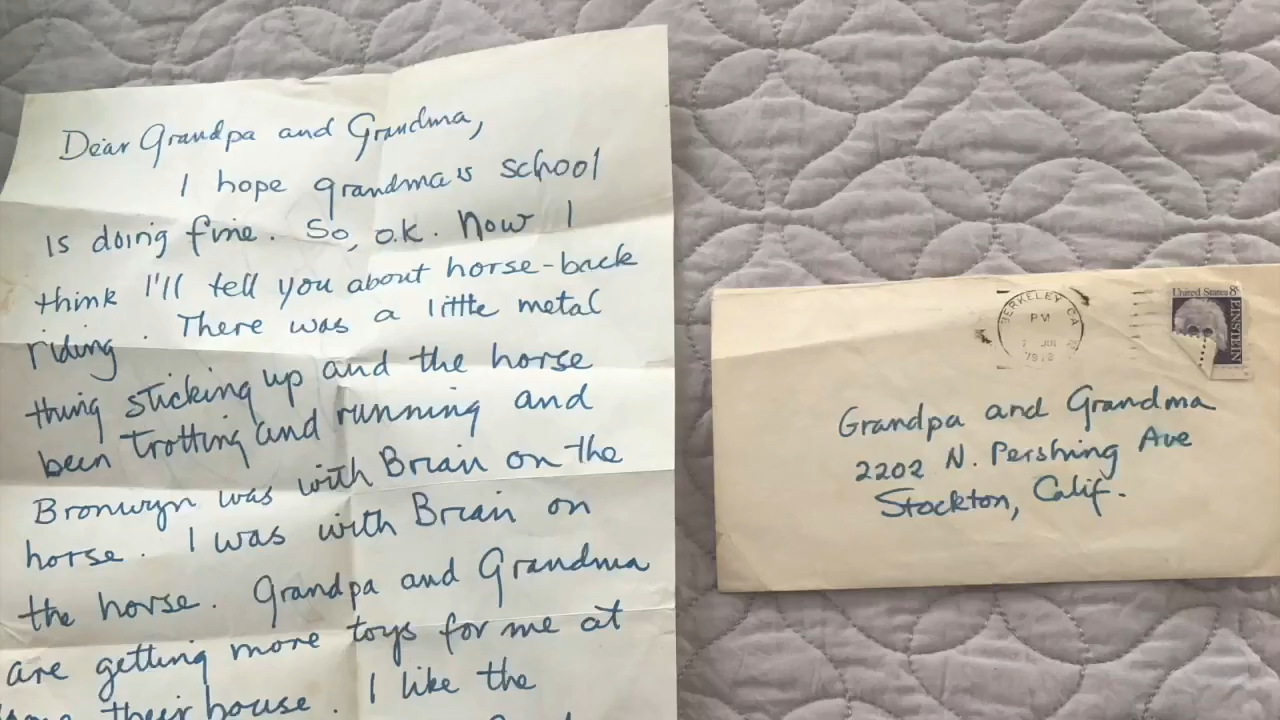 Dear Grandpa and Grandma,
I hope grandma's school
is doing fine. So, o.k. Now I
think I'll tell you about horse-back
riding. There was a little metal
thing sticking up and the horse
been trotting and running and
Bronwyn was with Brian on the
horse. I was with Brian on
the horse. Grandpa and Grandma
are getting more toys for me at
their house. I like the
BERKELEY CA
PM
United States 8c
EINSTEIN
Grandpa and Grandma
2202 N. Pershing Ave
Stockton, Calif.